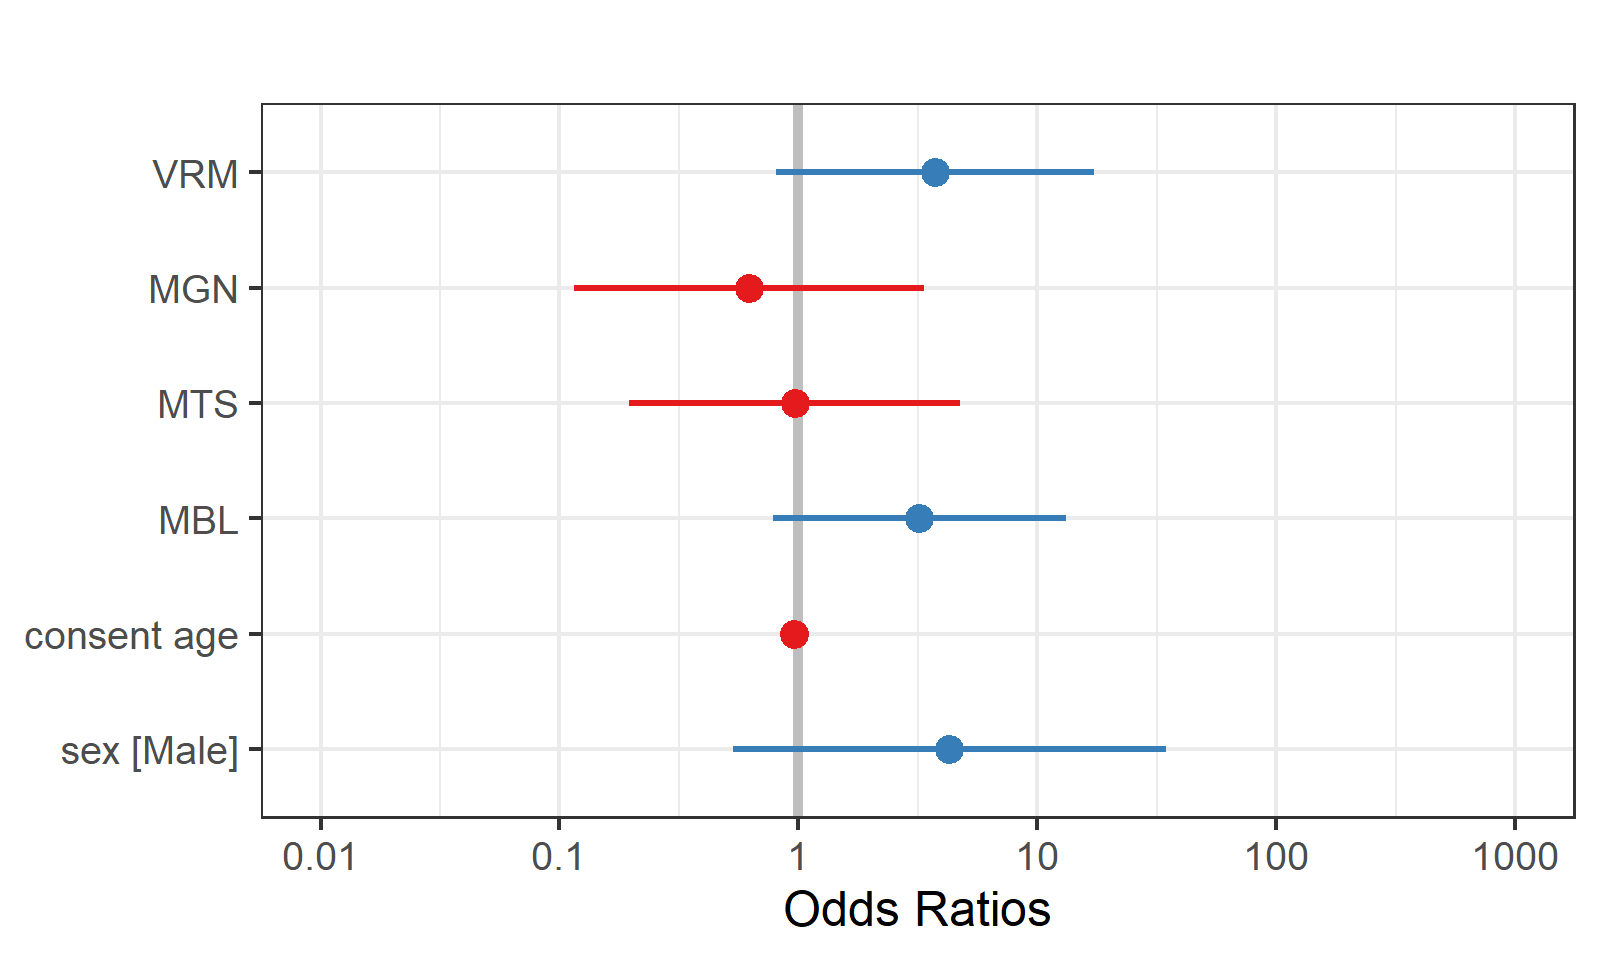 VRM
MGN
MTS
MBL
consent age
sex [Male]
0.01 0.1 1 10 100 1000
Odds Ratios